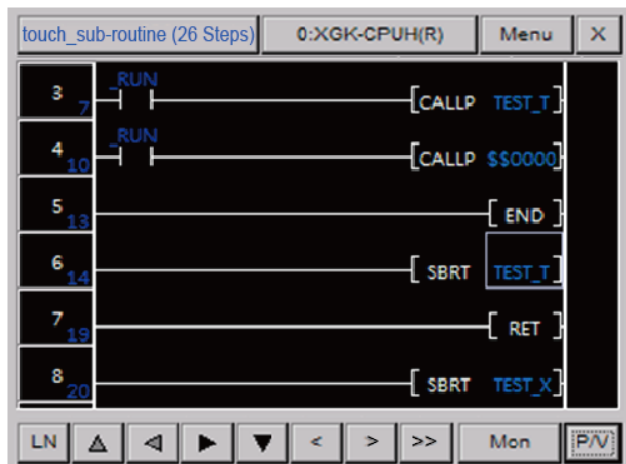 touch_sub-routine (26 Steps) 0:XGK-CPUH(R) Menu X
3 7 _RUN CALLP TEST_T
4 10 _RUN CALLP $S0000
5 13 END
6 14 SBRT TEST_T
7 19 RET
8 20 SBRT TEST_X
LN < > >> Mon P/V